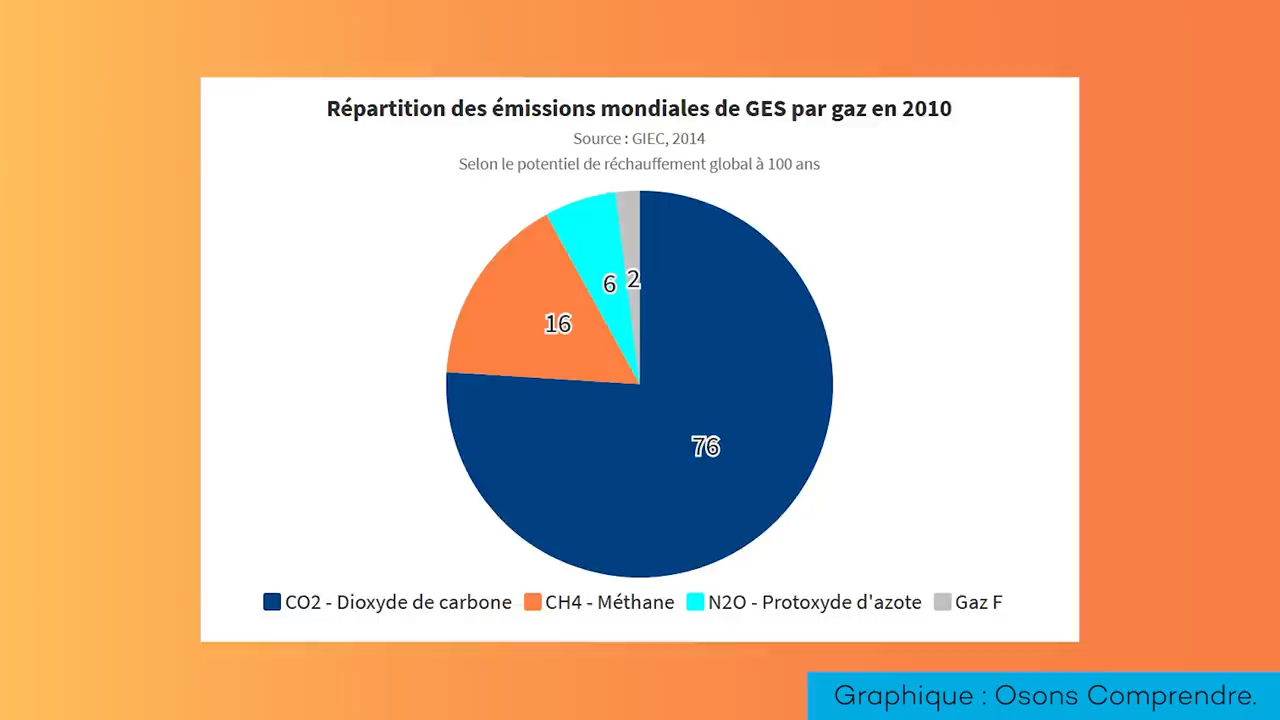 Répartition des émissions mondiales de GES par gaz en 2010
Source : GIEC, 2014
Selon le potentiel de réchauffement global à 100 ans
6 2
16
76
CO2 - Dioxyde de carbone CH4 - Méthane N2O - Protoxyde d'azote Gaz F
Graphique : Osons Comprendre.